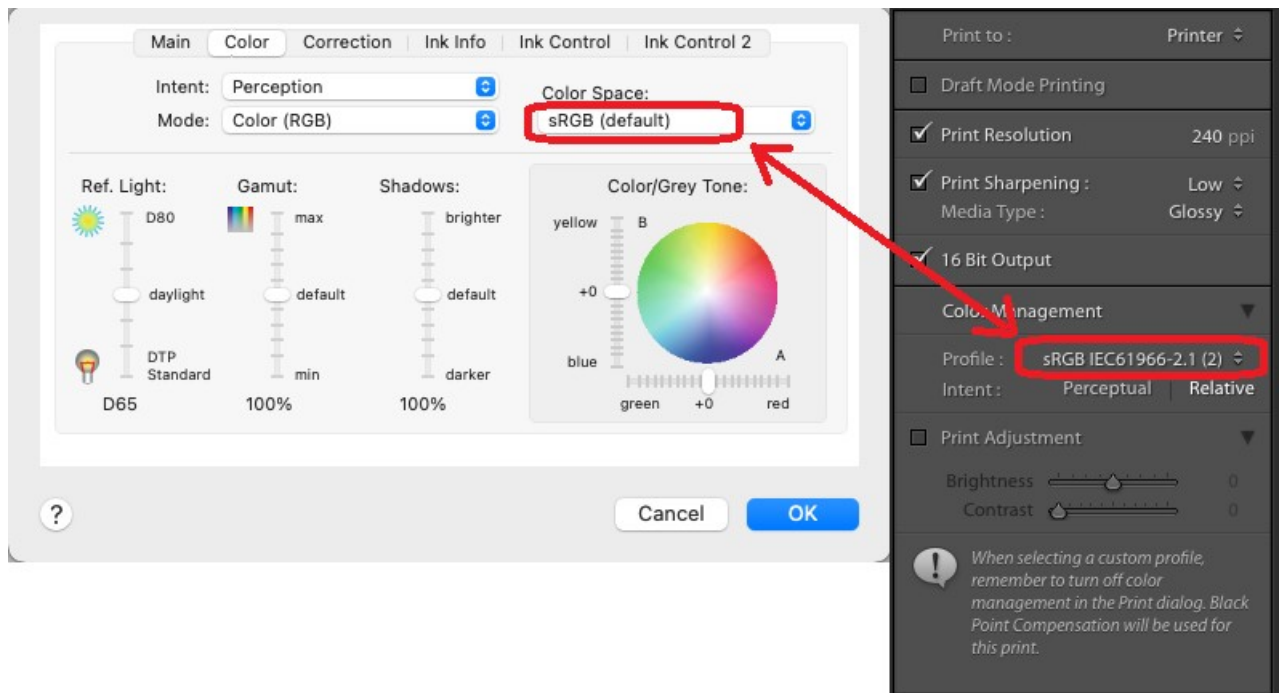 Main Color Correction Ink Info Ink Control Ink Control 2
Intent: Perception
Color Space:
Mode: Color (RGB)
sRGB (default)
Ref. Light: Gamut: Shadows: Color/Grey Tone:
D80 max brighter yellow B
daylight default default +0
DTP
Standard min darker blue A
D65 100% 100% green +0 red
? Cancel OK
Print to : Printer
Draft Mode Printing
Print Resolution 240 ppi
Print Sharpening : Low
Media Type : Glossy
16 Bit Output
Color Management
Profile : sRGB IEC61966-2.1 (2)
Intent : Perceptual Relative
Print Adjustment
Brightness 0
Contrast 0
When selecting a custom profile,
remember to turn off color
management in the Print dialog. Black
Point Compensation will be used for
this print.